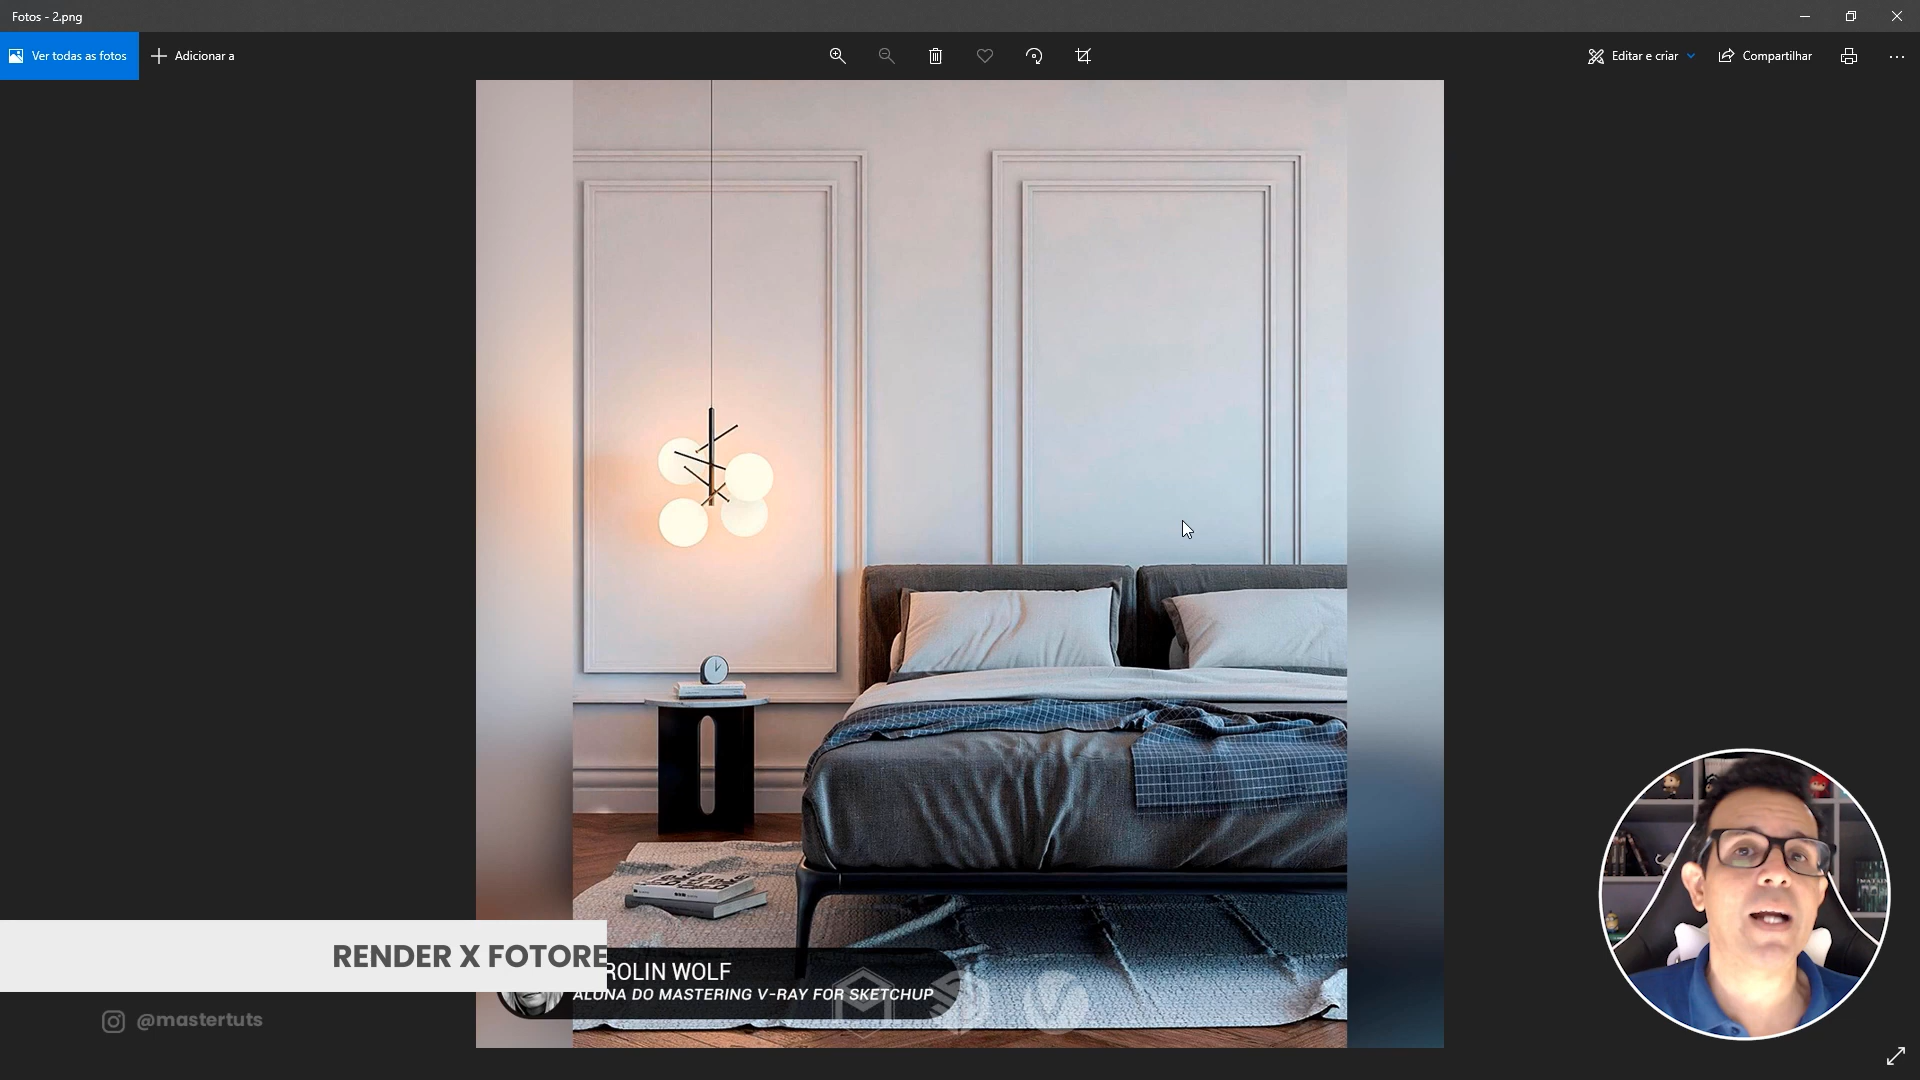 Fotos - 2.png
Ver todas as fotos
Adicionar a
Editar e criar
Compartilhar
RENDER X FOTORE
ROLIN WOLF
ALUNA DO MASTERING V-RAY FOR SKETCHUP
@mastertuts